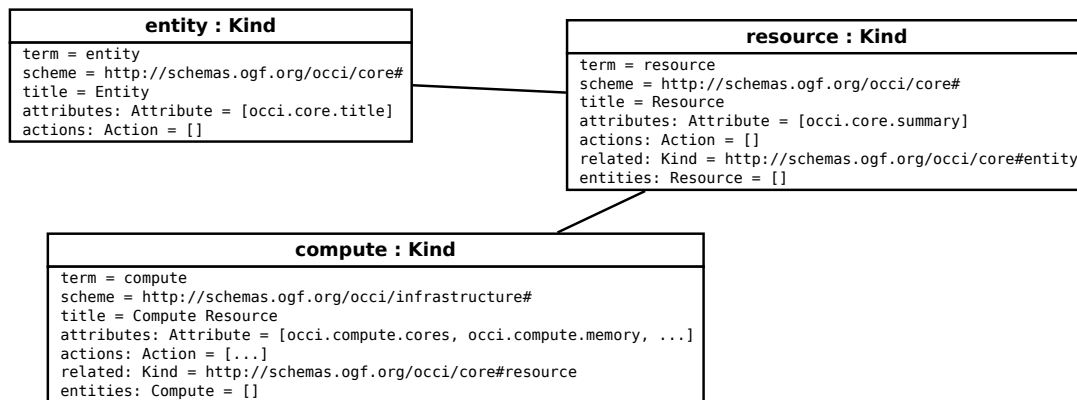 entity : Kind
term = entity
scheme = http://schemas.ogf.org/occi/core#
title = Entity
attributes: Attribute = [occi.core.title]
actions: Action = []
resource : Kind
term = resource
scheme = http://schemas.ogf.org/occi/core#
title = Resource
attributes: Attribute = [occi.core.summary]
actions: Action = []
related: Kind = http://schemas.ogf.org/occi/core#entity
entities: Resource = []
compute : Kind
term = compute
scheme = http://schemas.ogf.org/occi/infrastructure#
title = Compute Resource
attributes: Attribute = [occi.compute.cores, occi.compute.memory, ...]
actions: Action = [...]
related: Kind = http://schemas.ogf.org/occi/core#resource
entities: Compute = []